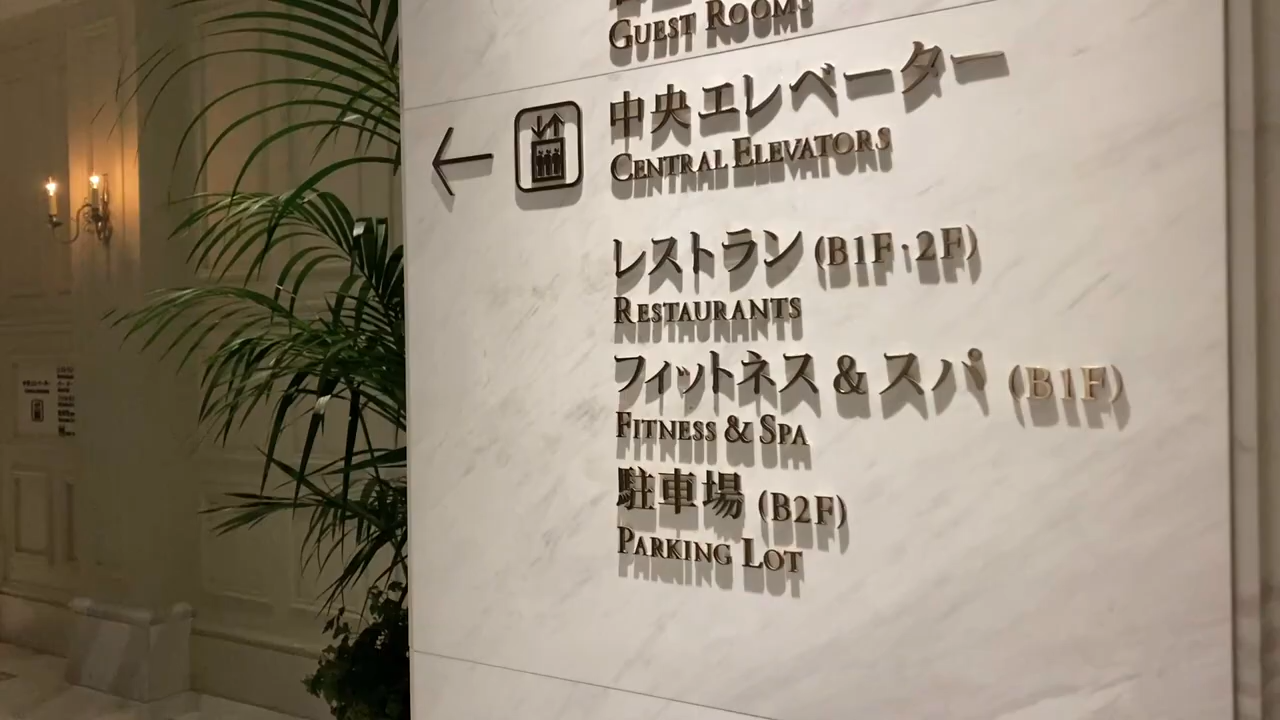 GUEST ROOMS
中央エレベーター
CENTRAL ELEVATORS
レストラン (B1F・2F)
RESTAURANTS
フィットネス & スパ (B1F)
FITNESS & SPA
駐車場 (B2F)
PARKING LOT